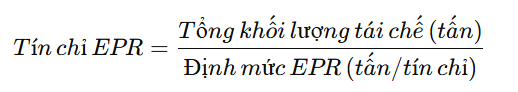 Tín chỉ EPR = Tổng khối lượng tái chế (tấn) / Định mức EPR (tấn/tín chỉ)